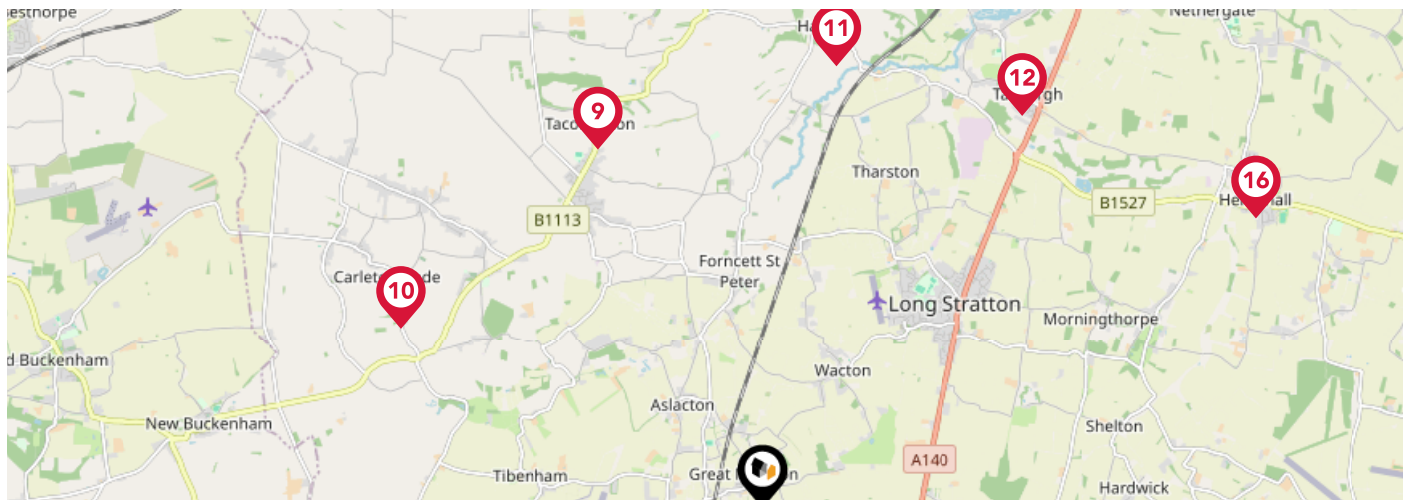 Nethergate
11
12
9
Tharston
16
B1527
B1113
Forncett St
Peter
10
Long Stratton
Morningthorpe
Wacton
New Buckenham
Aslacton
Shelton
Tibenham
Great
A140
Hardwick